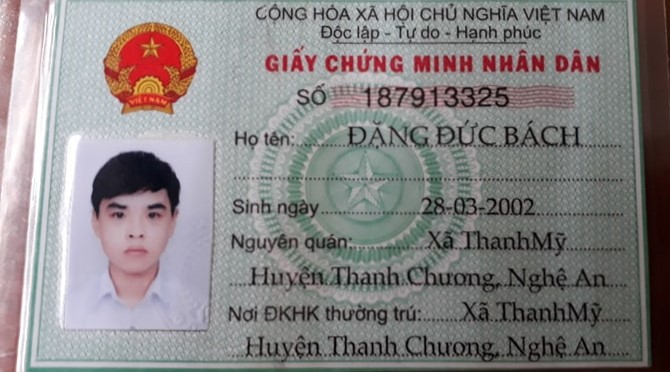 CỘNG HÒA XÃ HỘI CHỦ NGHĨA VIỆT NAM
Độc lập - Tự do - Hạnh phúc
GIẤY CHỨNG MINH NHÂN DÂN
SỐ 187913325
Họ tên: ĐẶNG ĐỨC BÁCH
Sinh ngày 28-03-2002
Nguyên quán: Xã ThanhMỹ
Huyện Thanh Chương, Nghệ An
Nơi ĐKHK thường trú: Xã ThanhMỹ
Huyện Thanh Chương, Nghệ An
VIỆT NAM